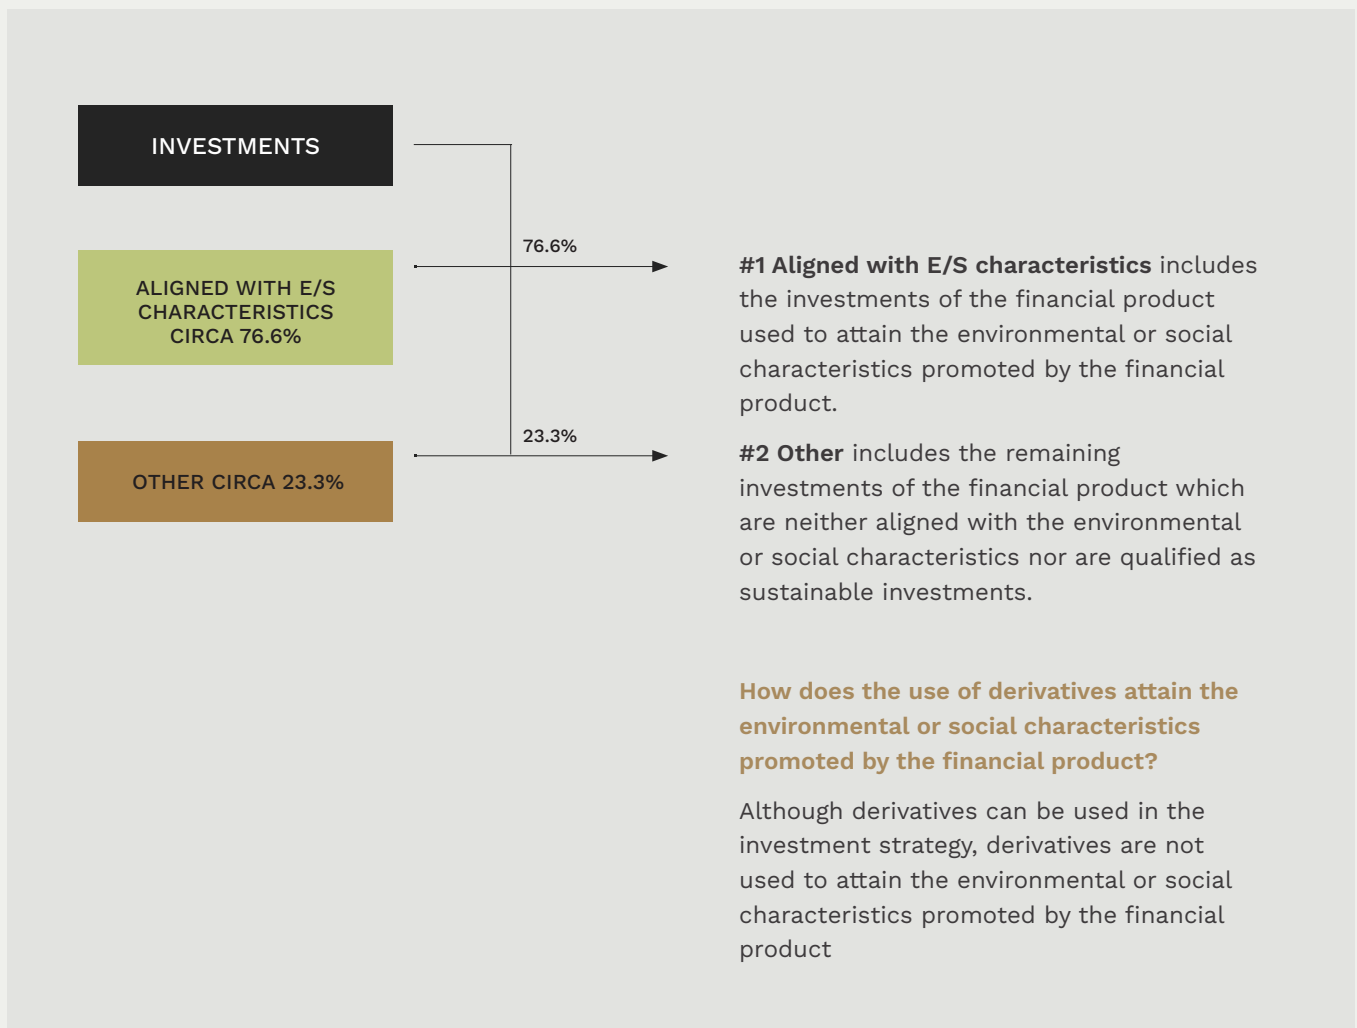 INVESTMENTS
76.6%
ALIGNED WITH E/S
CHARACTERISTICS
CIRCA 76.6%
23.3%
OTHER CIRCA 23.3%
#1 Aligned with E/S characteristics includes
the investments of the financial product
used to attain the environmental or social
characteristics promoted by the financial
product.
#2 Other includes the remaining
investments of the financial product which
are neither aligned with the environmental
or social characteristics nor are qualified as
sustainable investments.
How does the use of derivatives attain the
environmental or social characteristics
promoted by the financial product?
Although derivatives can be used in the
investment strategy, derivatives are not
used to attain the environmental or social
characteristics promoted by the financial
product